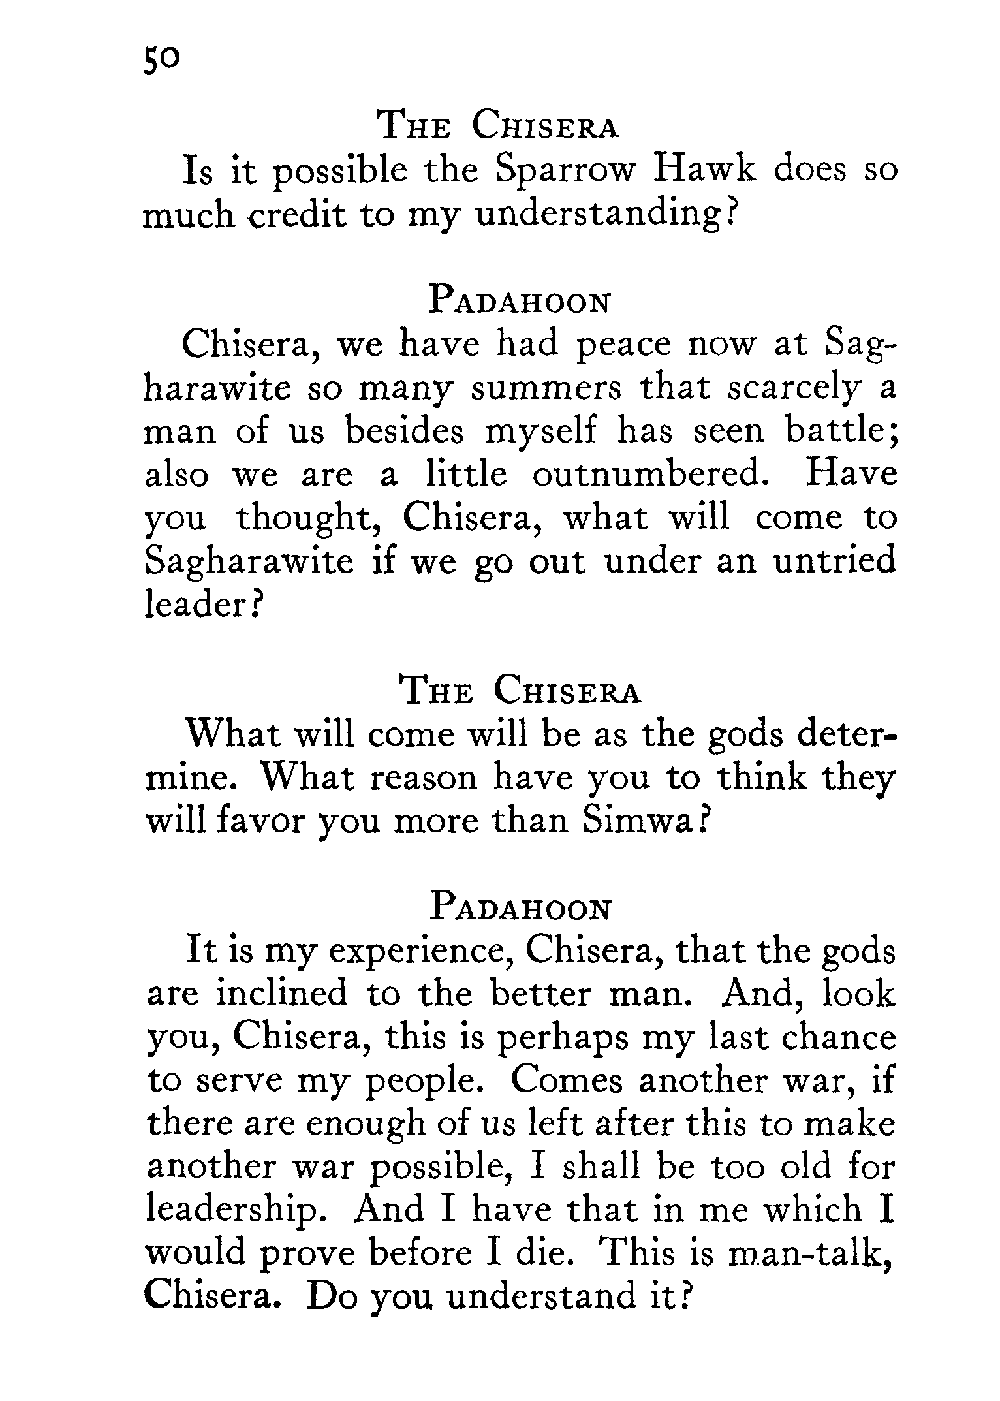 50
THE CHISERA
Is it possible the Sparrow Hawk does so
much credit to my understanding?
PADAHOON
Chisera, we have had peace now at Sag-
harawite so many summers that scarcely a
man of us besides myself has seen battle;
also we are a little outnumbered. Have
you thought, Chisera, what will come to
Sagharawite if we go out under an untried
leader?
THE CHISERA
What will come will be as the gods deter-
mine. What reason have you to think they
will favor you more than Simwa?
PADAHOON
It is my experience, Chisera, that the gods
are inclined to the better man. And, look
you, Chisera, this is perhaps my last chance
to serve my people. Comes another war, if
there are enough of us left after this to make
another war possible, I shall be too old for
leadership. And I have that in me which I
would prove before I die. This is man-talk,
Chisera. Do you understand it?